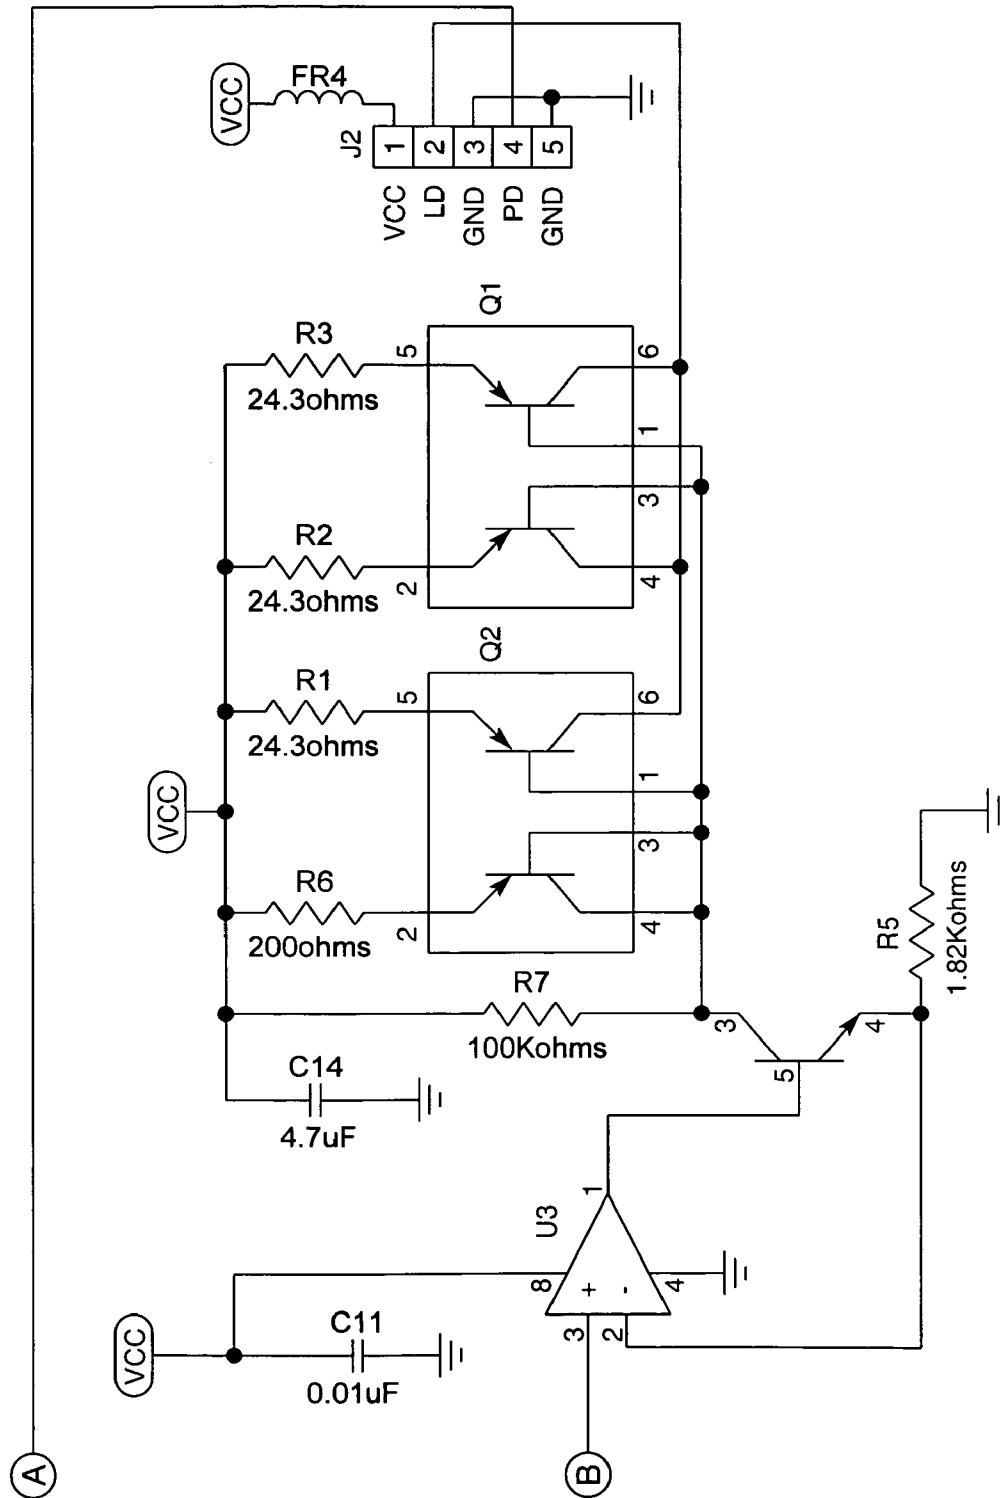 A
VCC
FR4
J2
1
2
3
4
5
VCC
LD
GND
PD
GND
R3
24.3ohms
5
Q1
6
1
R2
24.3ohms
2
3
4
VCC
R1
24.3ohms
5
Q2
6
1
R6
200ohms
2
3
4
R7
100Kohms
C14
4.7uF
3
5
4
R5
1.82Kohms
VCC
C11
0.01uF
U3
8
1
+
-
3
2
4
B